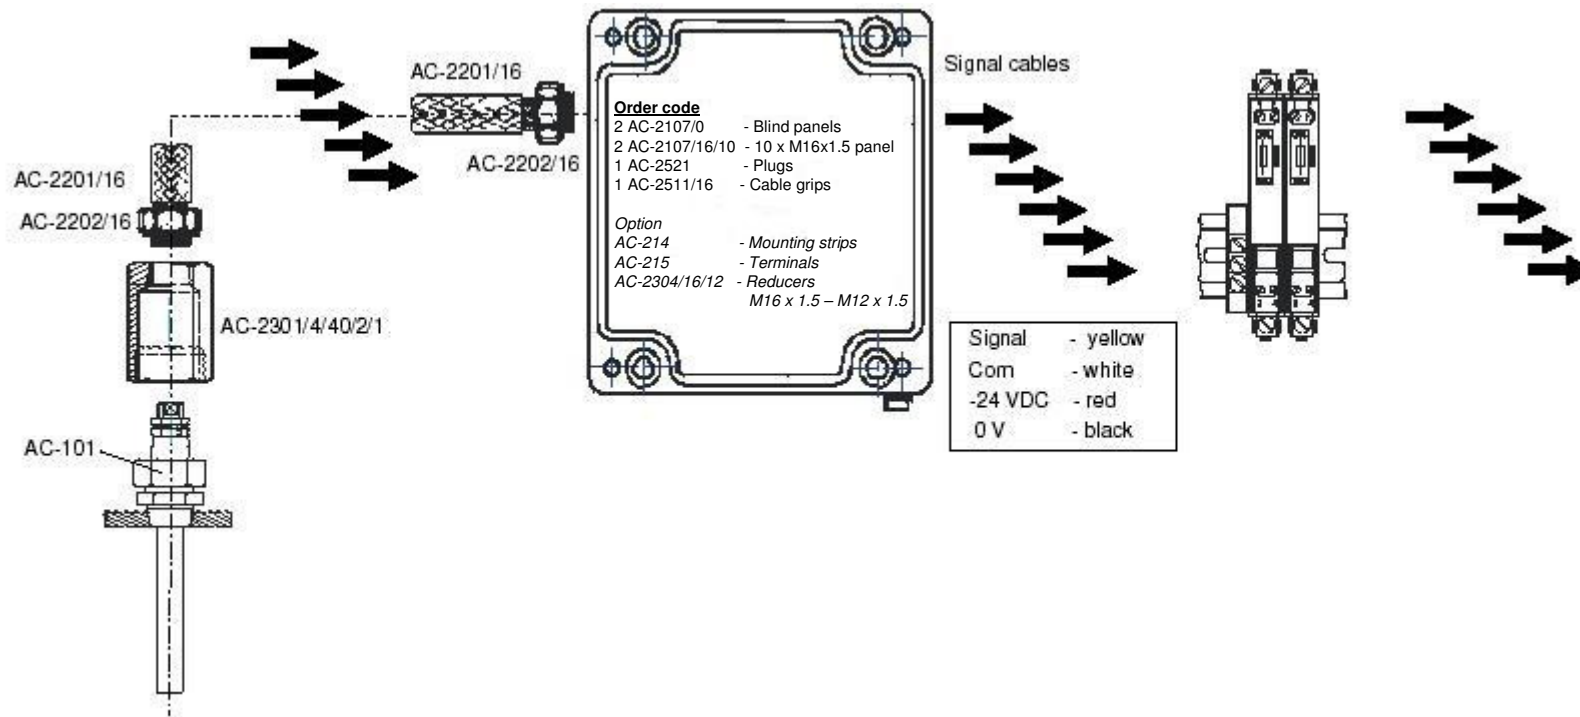 AC-2201/16
AC-2202/16
AC-2201/16
AC-2202/16
AC-2301/4/40/2/1
AC-101
Order code
2 AC-2107/0 - Blind panels
2 AC-2107/16/10 - 10 x M16x1.5 panel
1 AC-2521 - Plugs
1 AC-2511/16 - Cable grips
Option
AC-214 - Mounting strips
AC-215 - Terminals
AC-2304/16/12 - Reducers
M16 x 1.5 – M12 x 1.5
Signal cables
Signal - yellow
Com - white
-24 VDC - red
0 V - black